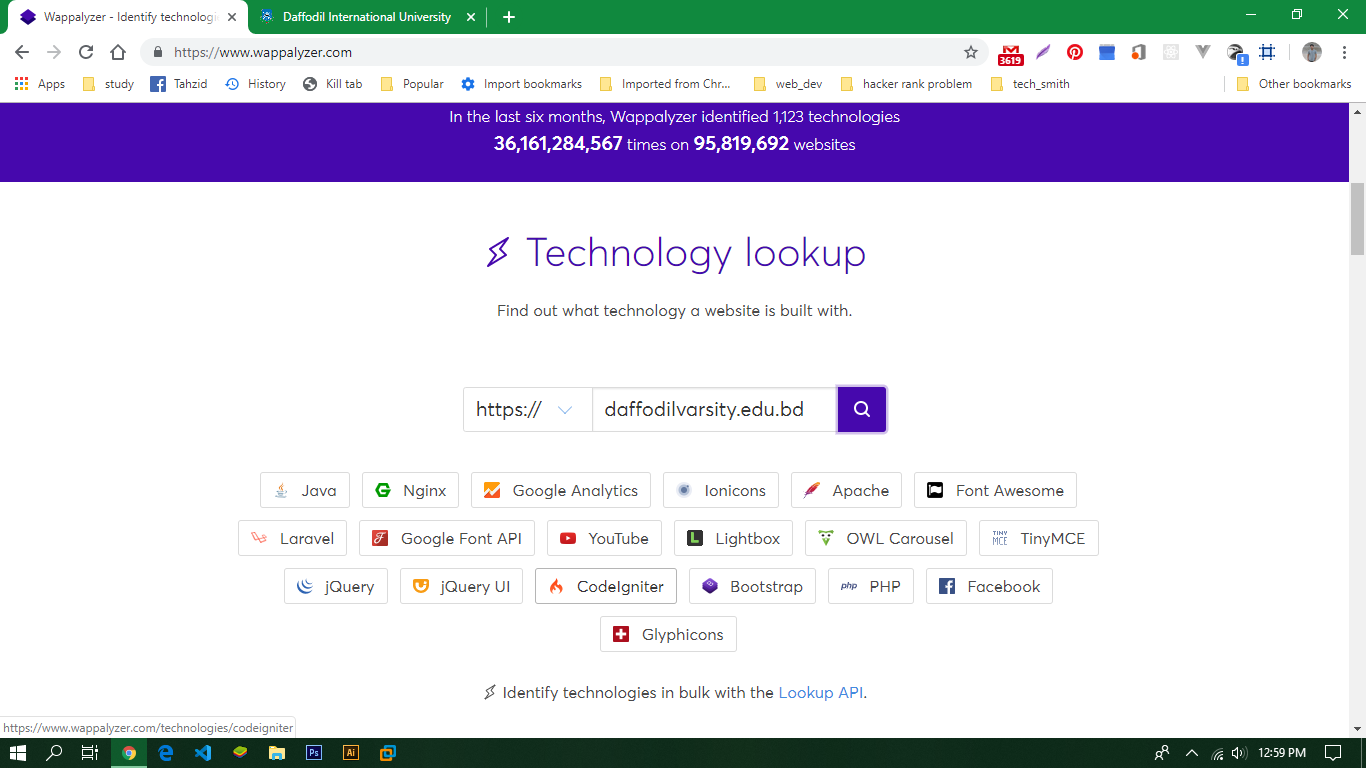 Wappalyzer - Identify technologi
Daffodil International University
https://www.wappalyzer.com
3619
Apps study Tahzid History Kill tab Popular Import bookmarks Imported from Chr... web_dev hacker rank problem tech_smith Other bookmarks
In the last six months, Wappalyzer identified 1,123 technologies
36,161,284,567 times on 95,819,692 websites
Technology lookup
Find out what technology a website is built with.
https:// daffodilvarsity.edu.bd
Java Nginx Google Analytics Ionicons Apache Font Awesome
Laravel Google Font API YouTube Lightbox OWL Carousel TINY MCE TinyMCE
jQuery jQuery UI CodeIgniter Bootstrap php PHP Facebook
Glyphicons
Identify technologies in bulk with the Lookup API.
https://www.wappalyzer.com/technologies/codeigniter
Ps Ai 12:59 PM